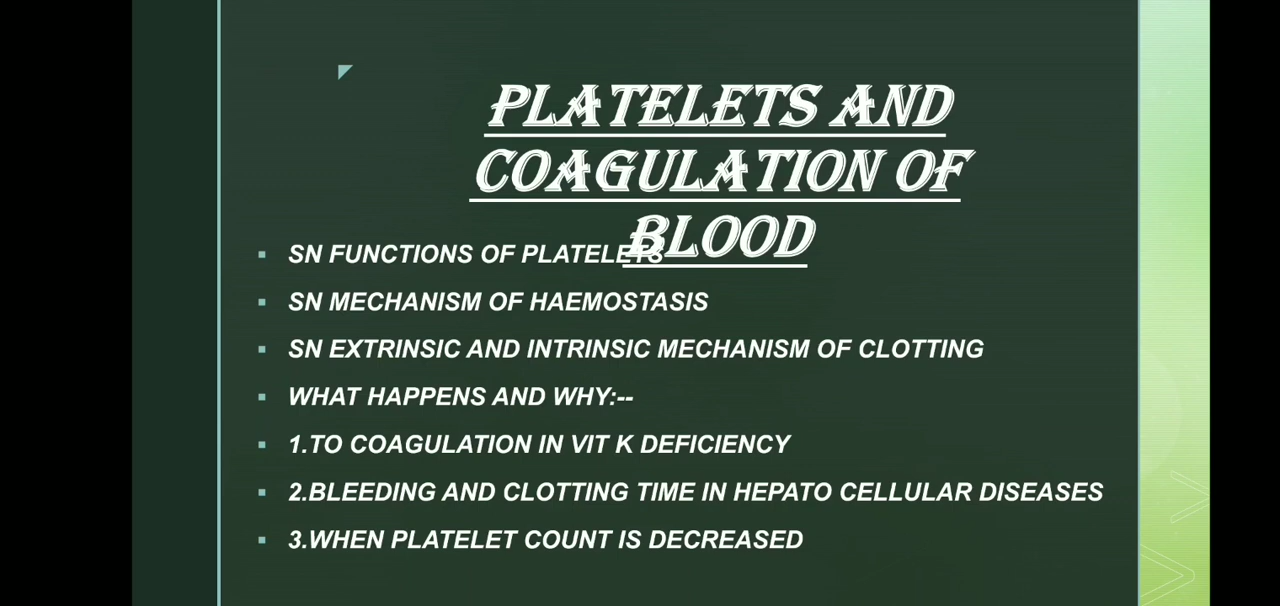 PLATELETS AND
COAGULATION OF
BLOOD
SN FUNCTIONS OF PLATELETS
SN MECHANISM OF HAEMOSTASIS
SN EXTRINSIC AND INTRINSIC MECHANISM OF CLOTTING
WHAT HAPPENS AND WHY:--
1.TO COAGULATION IN VIT K DEFICIENCY
2.BLEEDING AND CLOTTING TIME IN HEPATO CELLULAR DISEASES
3.WHEN PLATELET COUNT IS DECREASED